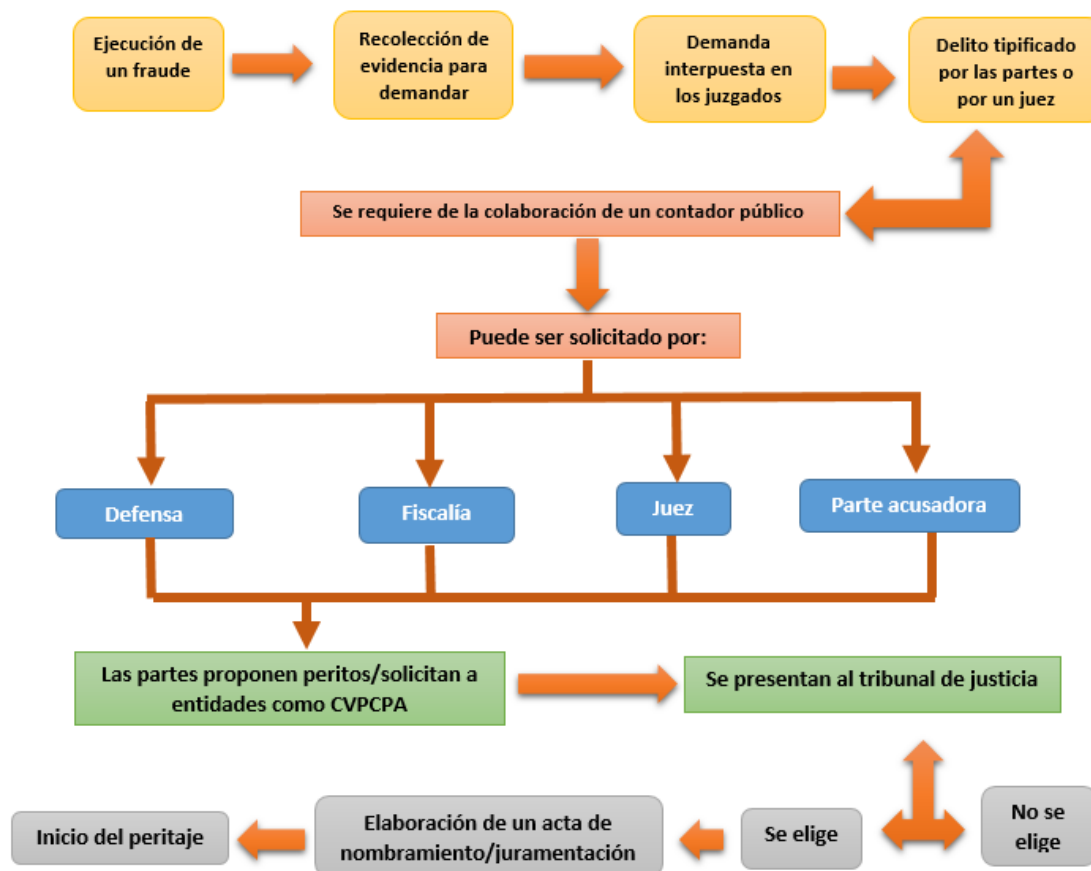 Ejecución de
un fraude
Recolección de
evidencia para
demandar
Demanda
interpuesta en
los juzgados
Delito tipificado
por las partes o
por un juez
Se requiere de la colaboración de un contador público
Puede ser solicitado por:
Defensa
Fiscalía
Juez
Parte acusadora
Las partes proponen peritos/solicitan a
entidades como CVPCPA
Se presentan al tribunal de justicia
Inicio del peritaje
Elaboración de un acta de
nombramiento/juramentación
Se elige
No se
elige